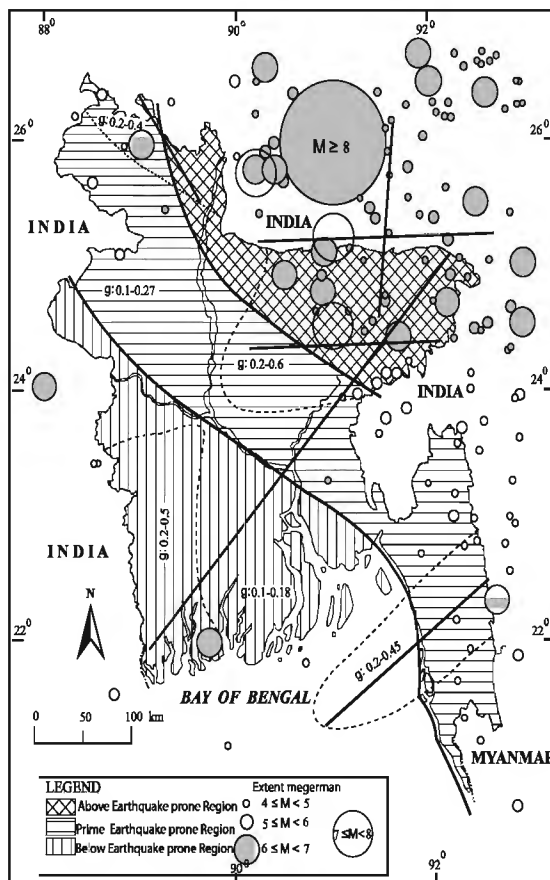 88° 90° 92°
26°
g: 0.2-0.4
M ≥ 8
INDIA
INDIA
g: 0.1-0.27
g: 0.2-0.6
24°
INDIA
INDIA
g: 0.2-0.5
g:0.1-0.18
N
22°
g: 0.2-0.45
BAY OF BENGAL
0 50 100 km
MYANMAR
LEGEND
Above Earthquake prone Region
Prime Earthquake prone Region
Below Earthquake prone Region
Extent megerman
4 ≤ M < 5
5 ≤ M < 6
6 ≤ M < 7
7 ≤M< 8
90° 92°